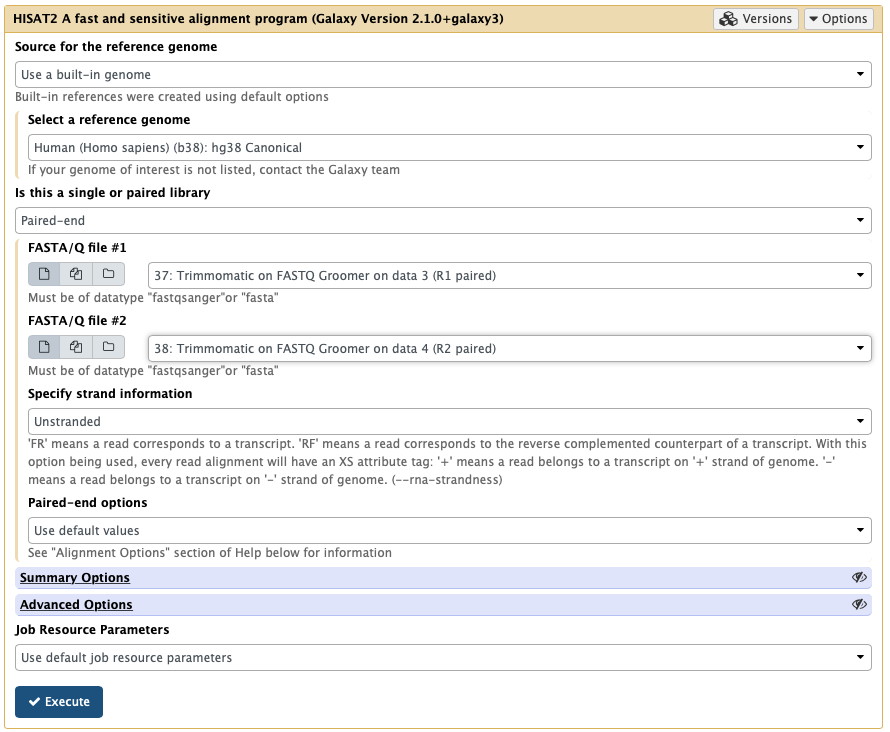 HISAT2 A fast and sensitive alignment program (Galaxy Version 2.1.0+galaxy3) Versions Options
Source for the reference genome
Use a built-in genome
Built-in references were created using default options
Select a reference genome
Human (Homo sapiens) (b38): hg38 Canonical
If your genome of interest is not listed, contact the Galaxy team
Is this a single or paired library
Paired-end
FASTA/Q file #1
37: Trimmomatic on FASTQ Groomer on data 3 (R1 paired)
Must be of datatype "fastqsanger"or "fasta"
FASTA/Q file #2
38: Trimmomatic on FASTQ Groomer on data 4 (R2 paired)
Must be of datatype "fastqsanger"or "fasta"
Specify strand information
Unstranded
'FR' means a read corresponds to a transcript. 'RF' means a read corresponds to the reverse complemented counterpart of a transcript. With this
option being used, every read alignment will have an XS attribute tag: '+' means a read belongs to a transcript on '+' strand of genome. '-'
means a read belongs to a transcript on '-' strand of genome. (--rna-strandness)
Paired-end options
Use default values
See "Alignment Options" section of Help below for information
Summary Options
Advanced Options
Job Resource Parameters
Use default job resource parameters
Execute